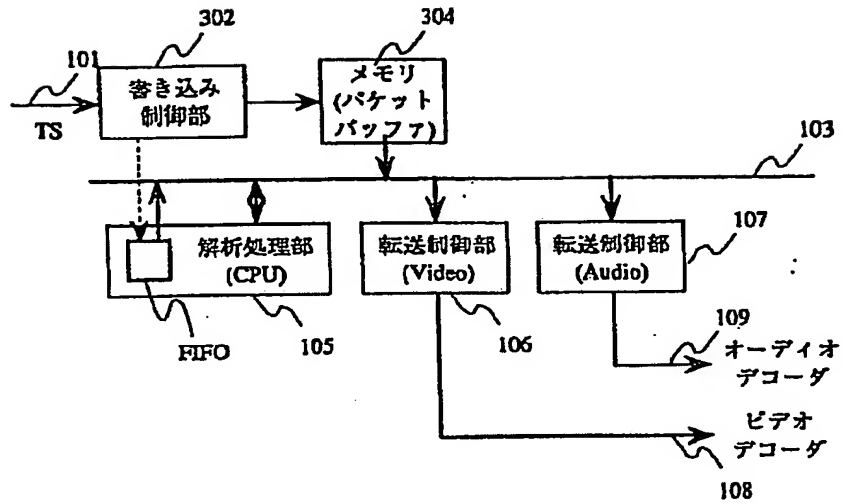 302
304
101
書き込み
制御部
メモリ
(パケット
バッファ)
TS
103
解析処理部
(CPU)
転送制御部
(Video)
転送制御部
(Audio)
107
FIFO
105
106
109
オーディオ
デコーダ
ビデオ
デコーダ
108